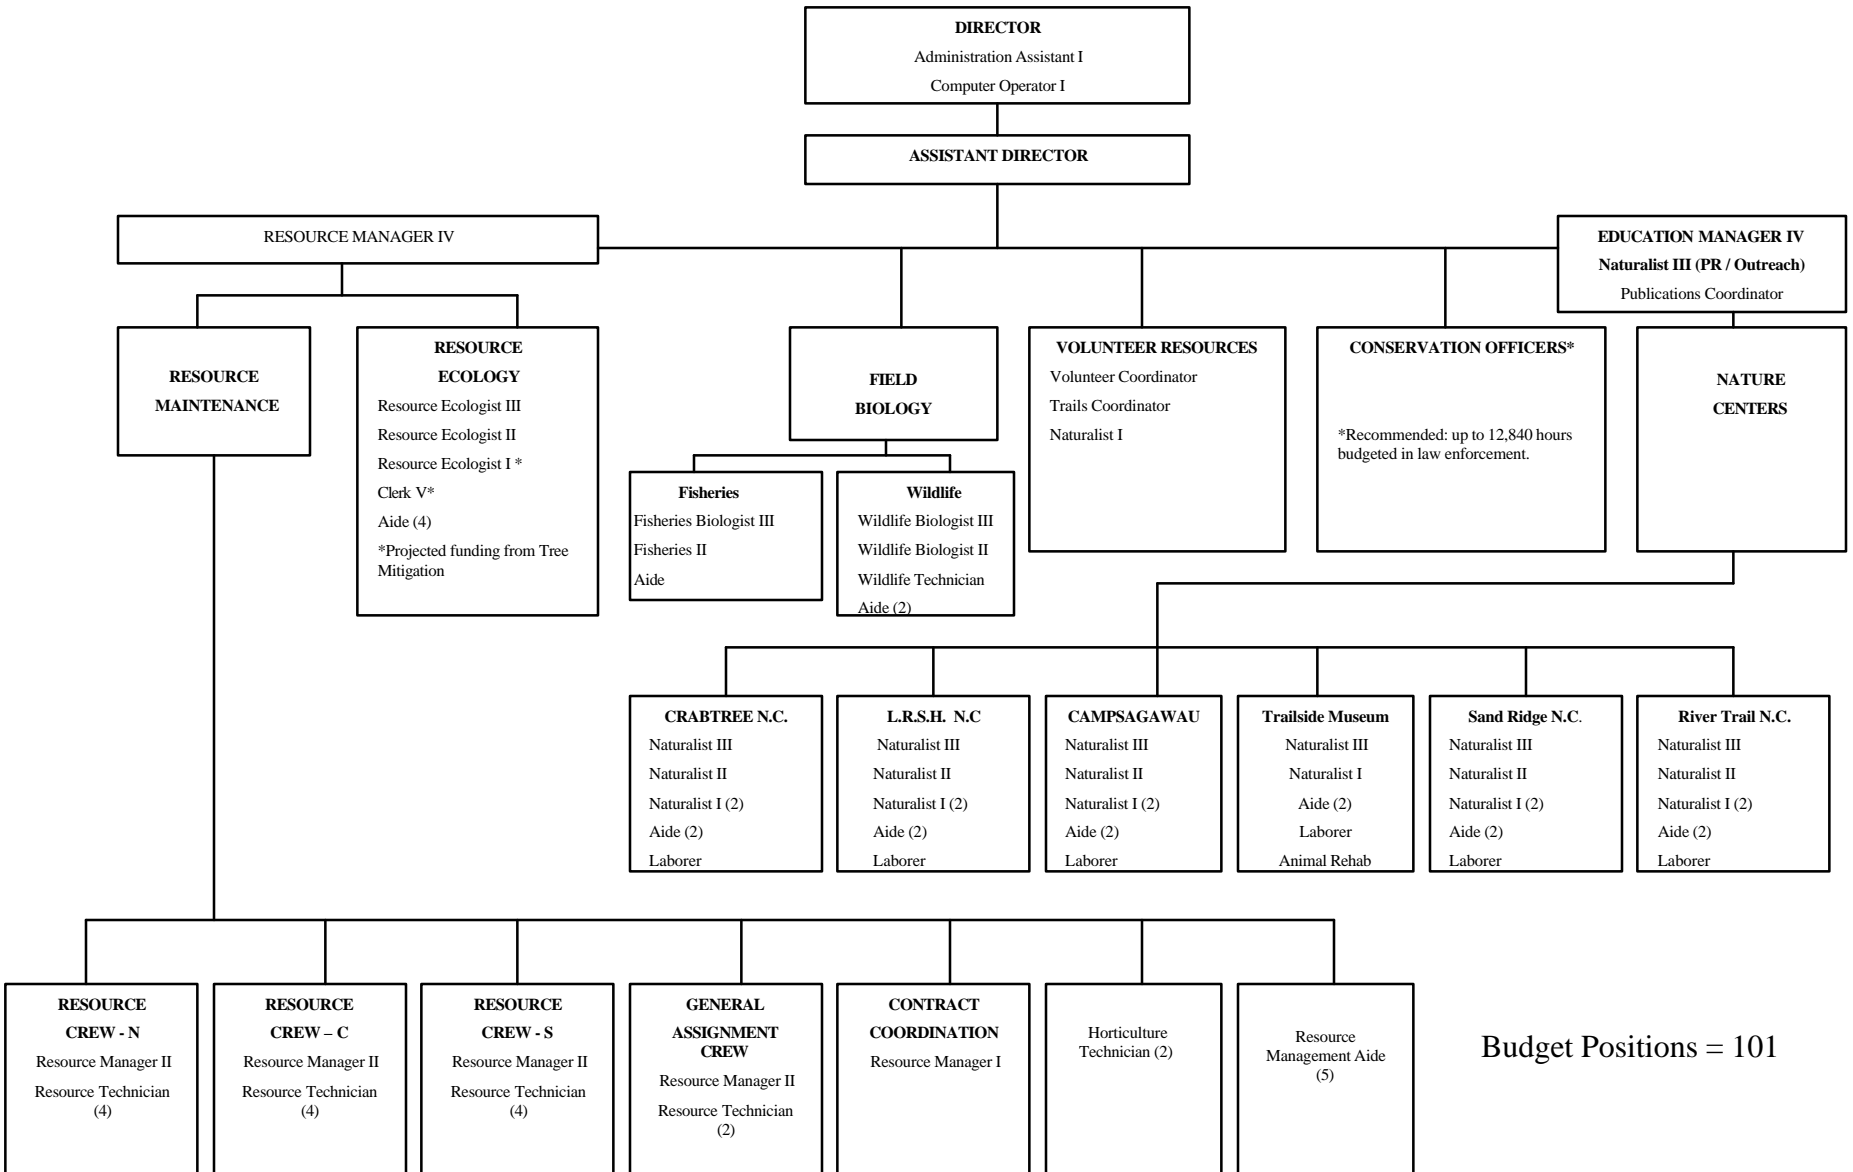 DIRECTOR
Administration Assistant I
Computer Operator I
ASSISTANT DIRECTOR
RESOURCE MANAGER IV
EDUCATION MANAGER IV
Naturalist III (PR / Outreach)
Publications Coordinator
RESOURCE
MAINTENANCE
RESOURCE
ECOLOGY
Resource Ecologist III
Resource Ecologist II
Resource Ecologist I *
Clerk V*
Aide (4)
*Projected funding from Tree
Mitigation
FIELD
BIOLOGY
VOLUNTEER RESOURCES
Volunteer Coordinator
Trails Coordinator
Naturalist I
CONSERVATION OFFICERS*
*Recommended: up to 12,840 hours
budgeted in law enforcement.
NATURE
CENTERS
Fisheries
Fisheries Biologist III
Fisheries II
Aide
Wildlife
Wildlife Biologist III
Wildlife Biologist II
Wildlife Technician
Aide (2)
CRABTREE N.C.
Naturalist III
Naturalist II
Naturalist I (2)
Aide (2)
Laborer
L.R.S.H. N.C
Naturalist III
Naturalist II
Naturalist I (2)
Aide (2)
Laborer
CAMPSAGAWAU
Naturalist III
Naturalist II
Naturalist I (2)
Aide (2)
Laborer
Trailside Museum
Naturalist III
Naturalist I
Aide (2)
Laborer
Animal Rehab
Sand Ridge N.C.
Naturalist III
Naturalist II
Naturalist I (2)
Aide (2)
Laborer
River Trail N.C.
Naturalist III
Naturalist II
Naturalist I (2)
Aide (2)
Laborer
RESOURCE
CREW - N
Resource Manager II
Resource Technician
(4)
RESOURCE
CREW – C
Resource Manager II
Resource Technician
(4)
RESOURCE
CREW - S
Resource Manager II
Resource Technician
(4)
GENERAL
ASSIGNMENT
CREW
Resource Manager II
Resource Technician
(2)
CONTRACT
COORDINATION
Resource Manager I
Horticulture
Technician (2)
Resource
Management Aide
(5)
Budget Positions = 101